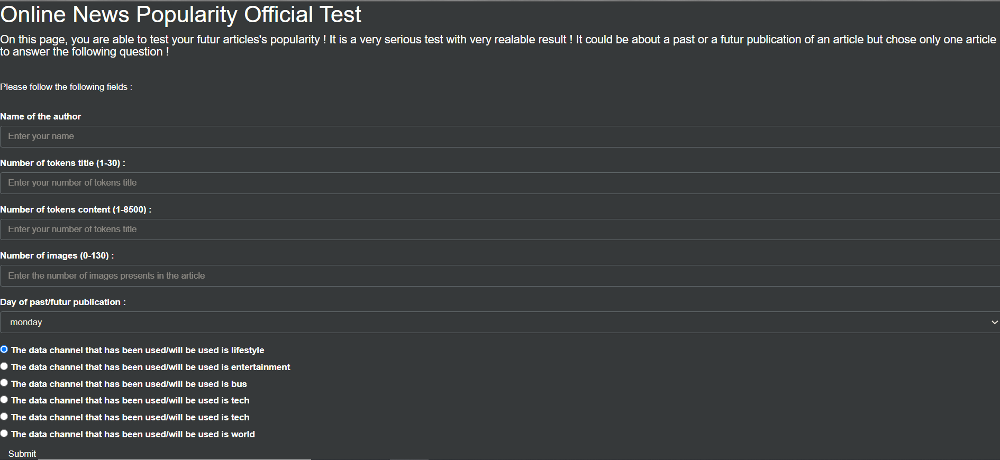 Online News Popularity Official Test
On this page, you are able to test your futur articles's popularity ! It is a very serious test with very realable result ! It could be about a past or a futur publication of an article but chose only one article
to answer the following question !
Please follow the following fields :
Name of the author
Enter your name
Number of tokens title (1-30) :
Enter your number of tokens title
Number of tokens content (1-8500) :
Enter your number of tokens title
Number of images (0-130) :
Enter the number of images presents in the article
Day of past/futur publication :
monday
The data channel that has been used/will be used is lifestyle
The data channel that has been used/will be used is entertainment
The data channel that has been used/will be used is bus
The data channel that has been used/will be used is tech
The data channel that has been used/will be used is tech
The data channel that has been used/will be used is world
Submit